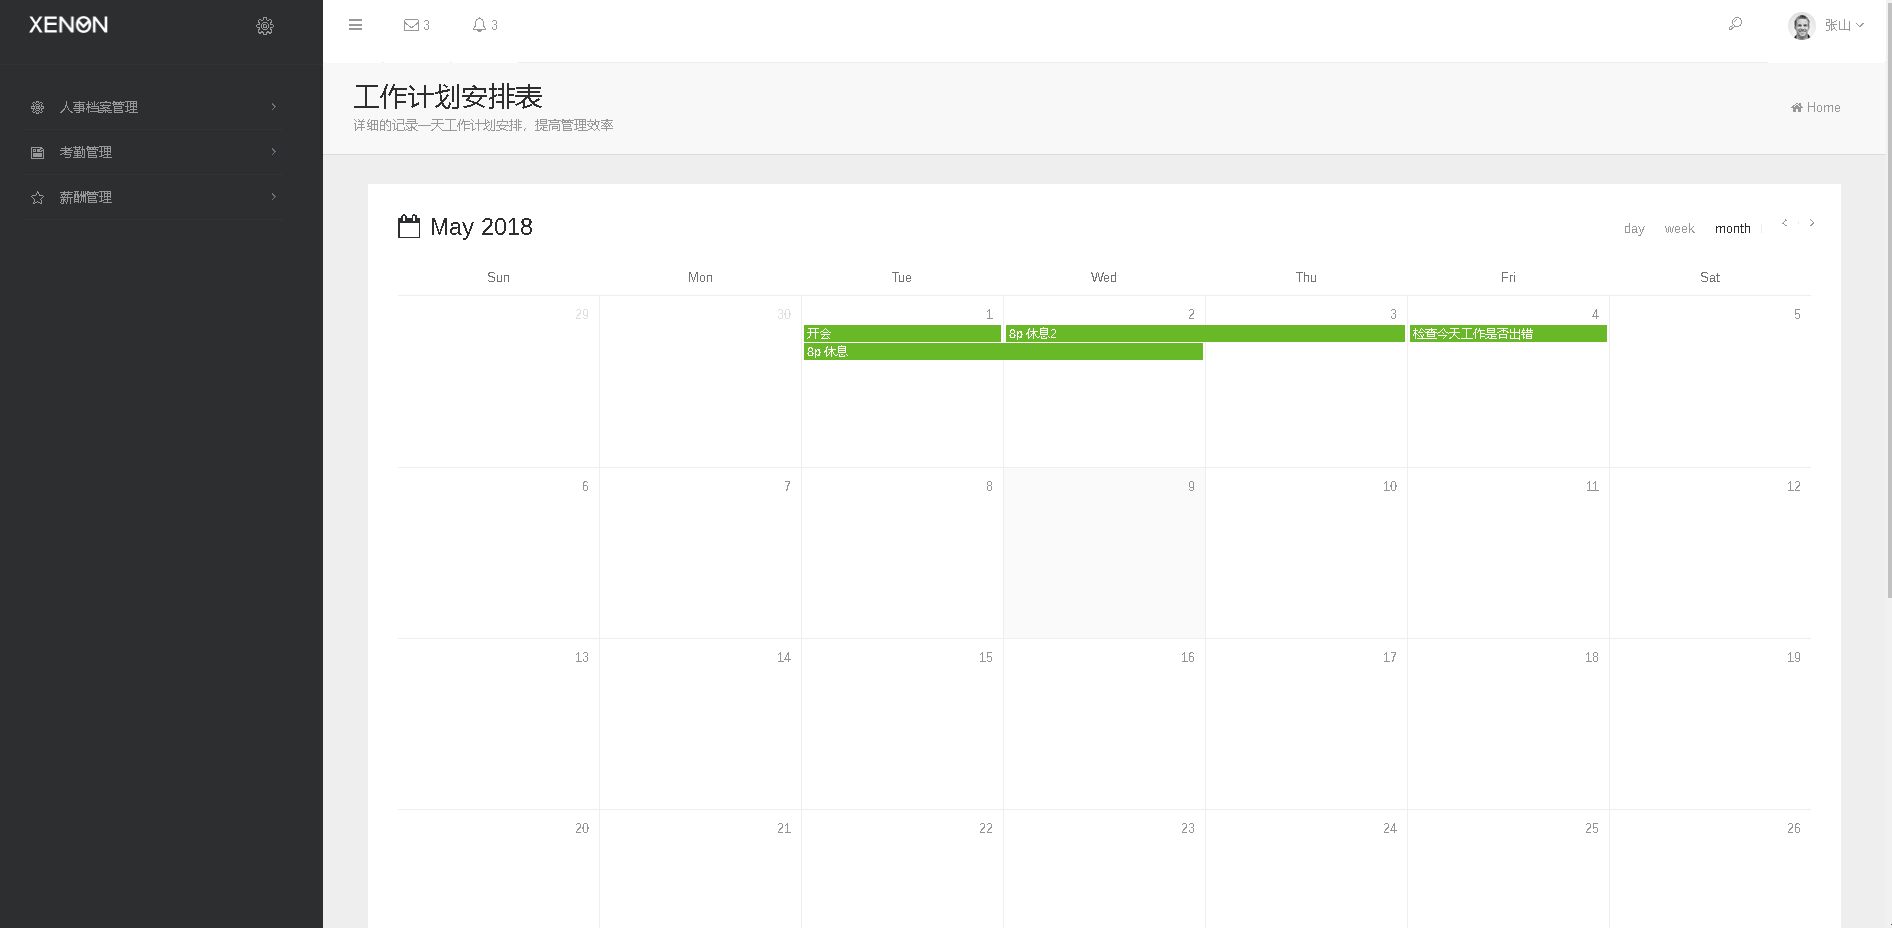 XENON
3
3
张山
人事档案管理
考勤管理
薪酬管理
工作计划安排表
详细的记录一天工作计划安排，提高管理效率
Home
May 2018
day week month
Sun Mon Tue Wed Thu Fri Sat
29 30 1 2 3 4 5
开会 8p 休息2 检查今天工作是否出错
8p 休息
6 7 8 9 10 11 12
13 14 15 16 17 18 19
20 21 22 23 24 25 26